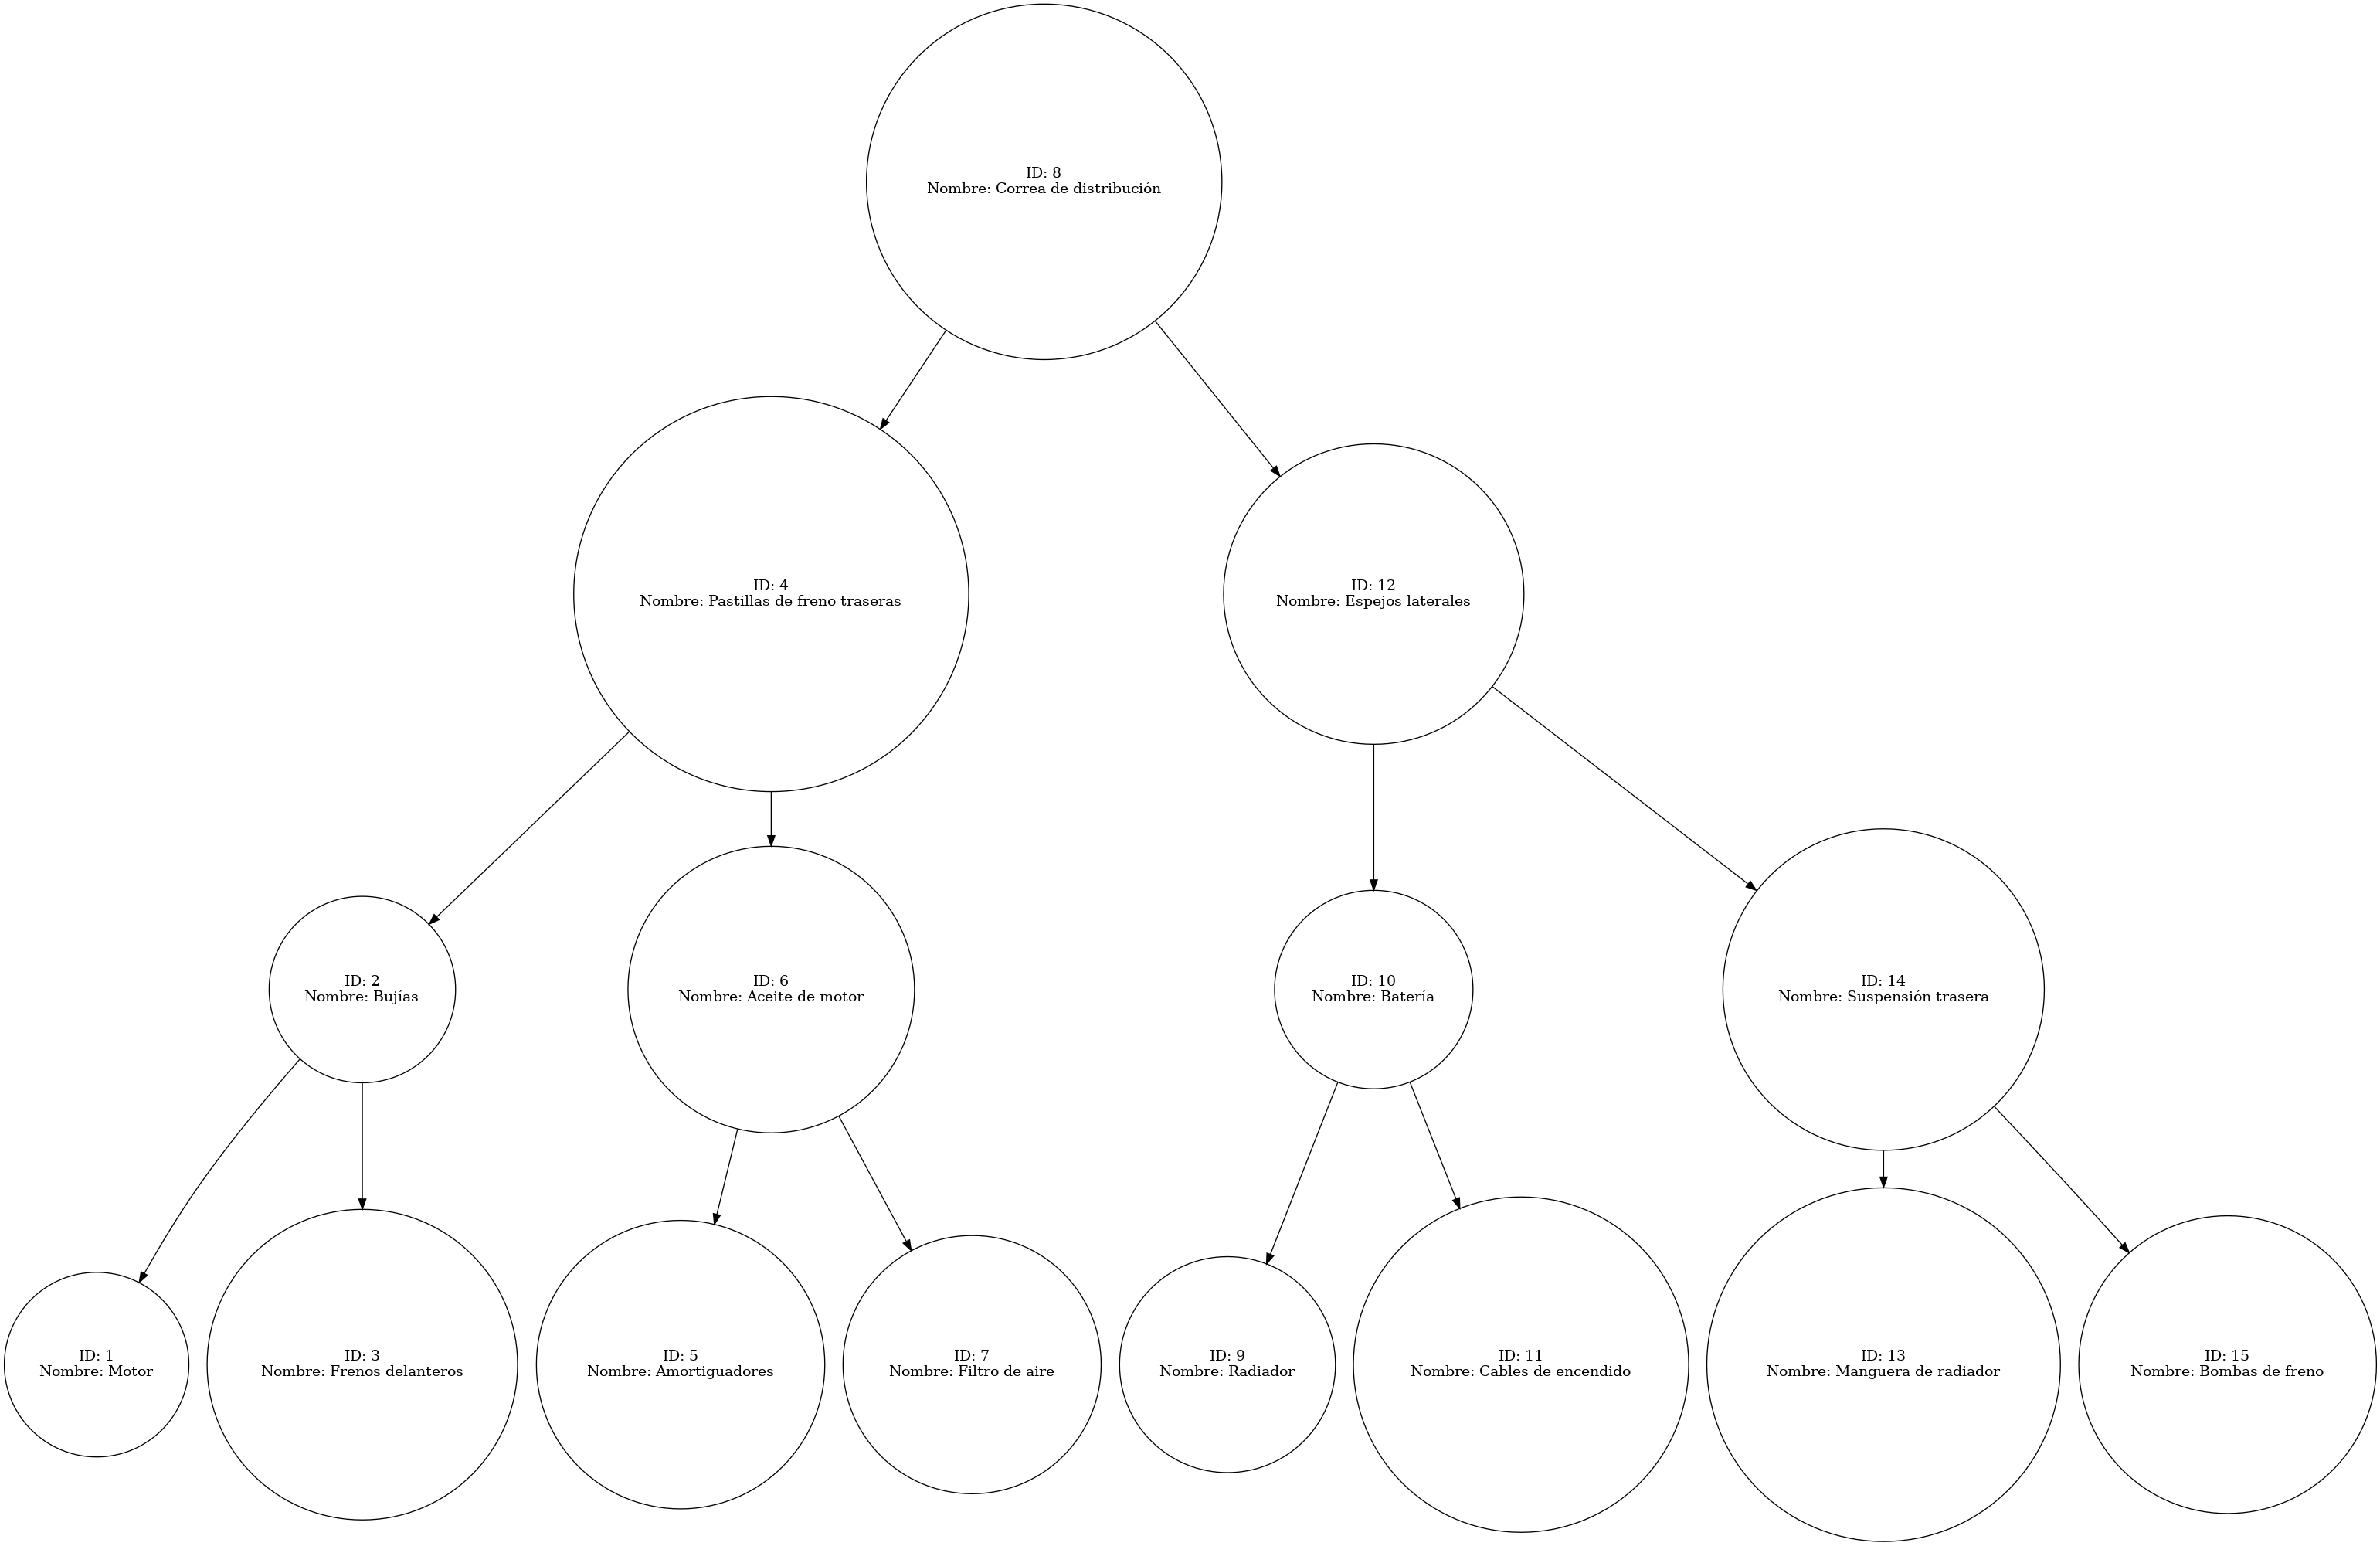 ID: 8
Nombre: Correa de distribución
ID: 4
Nombre: Pastillas de freno traseras
ID: 12
Nombre: Espejos laterales
ID: 2
Nombre: Bujías
ID: 6
Nombre: Aceite de motor
ID: 10
Nombre: Batería
ID: 14
Nombre: Suspensión trasera
ID: 1
Nombre: Motor
ID: 3
Nombre: Frenos delanteros
ID: 5
Nombre: Amortiguadores
ID: 7
Nombre: Filtro de aire
ID: 9
Nombre: Radiador
ID: 11
Nombre: Cables de encendido
ID: 13
Nombre: Manguera de radiador
ID: 15
Nombre: Bombas de freno